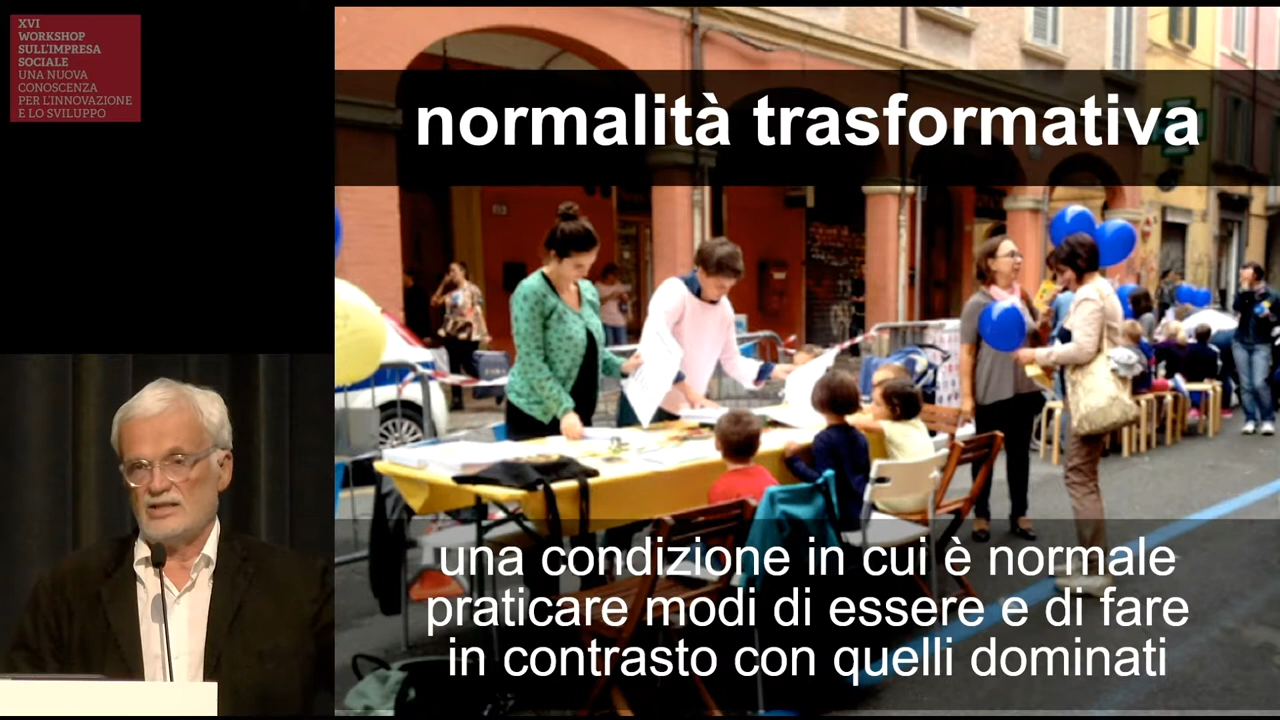 XVI
WORKSHOP
SULL'IMPRESA
SOCIALE
UNA NUOVA
CONOSCENZA
PER L'INNOVAZIONE
E LO SVILUPPO
normalità trasformativa
una condizione in cui è normale
praticare modi di essere e di fare
in contrasto con quelli dominati